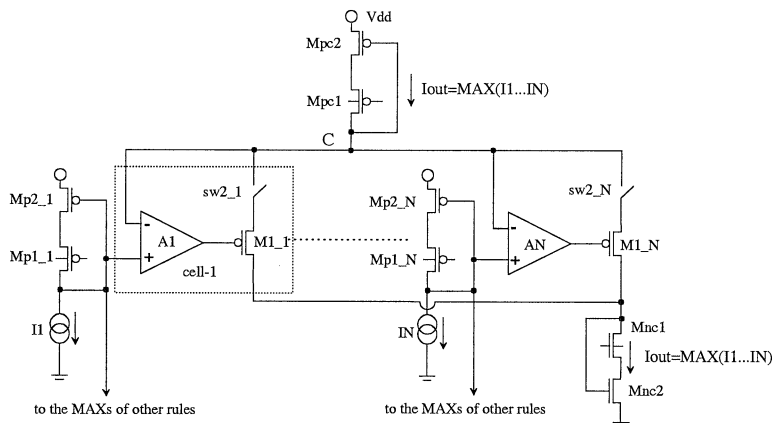 Vdd
Mpc2
Iout=MAX(I1...IN)
Mpc1
C
Mp2_1
sw2_1
Mp2_N
sw2_N
-
A1
M1_1
-
AN
M1_N
Mp1_1
+
cell-1
Mp1_N
+
I1
IN
Mnc1
Iout=MAX(I1...IN)
Mnc2
to the MAXs of other rules
to the MAXs of other rules